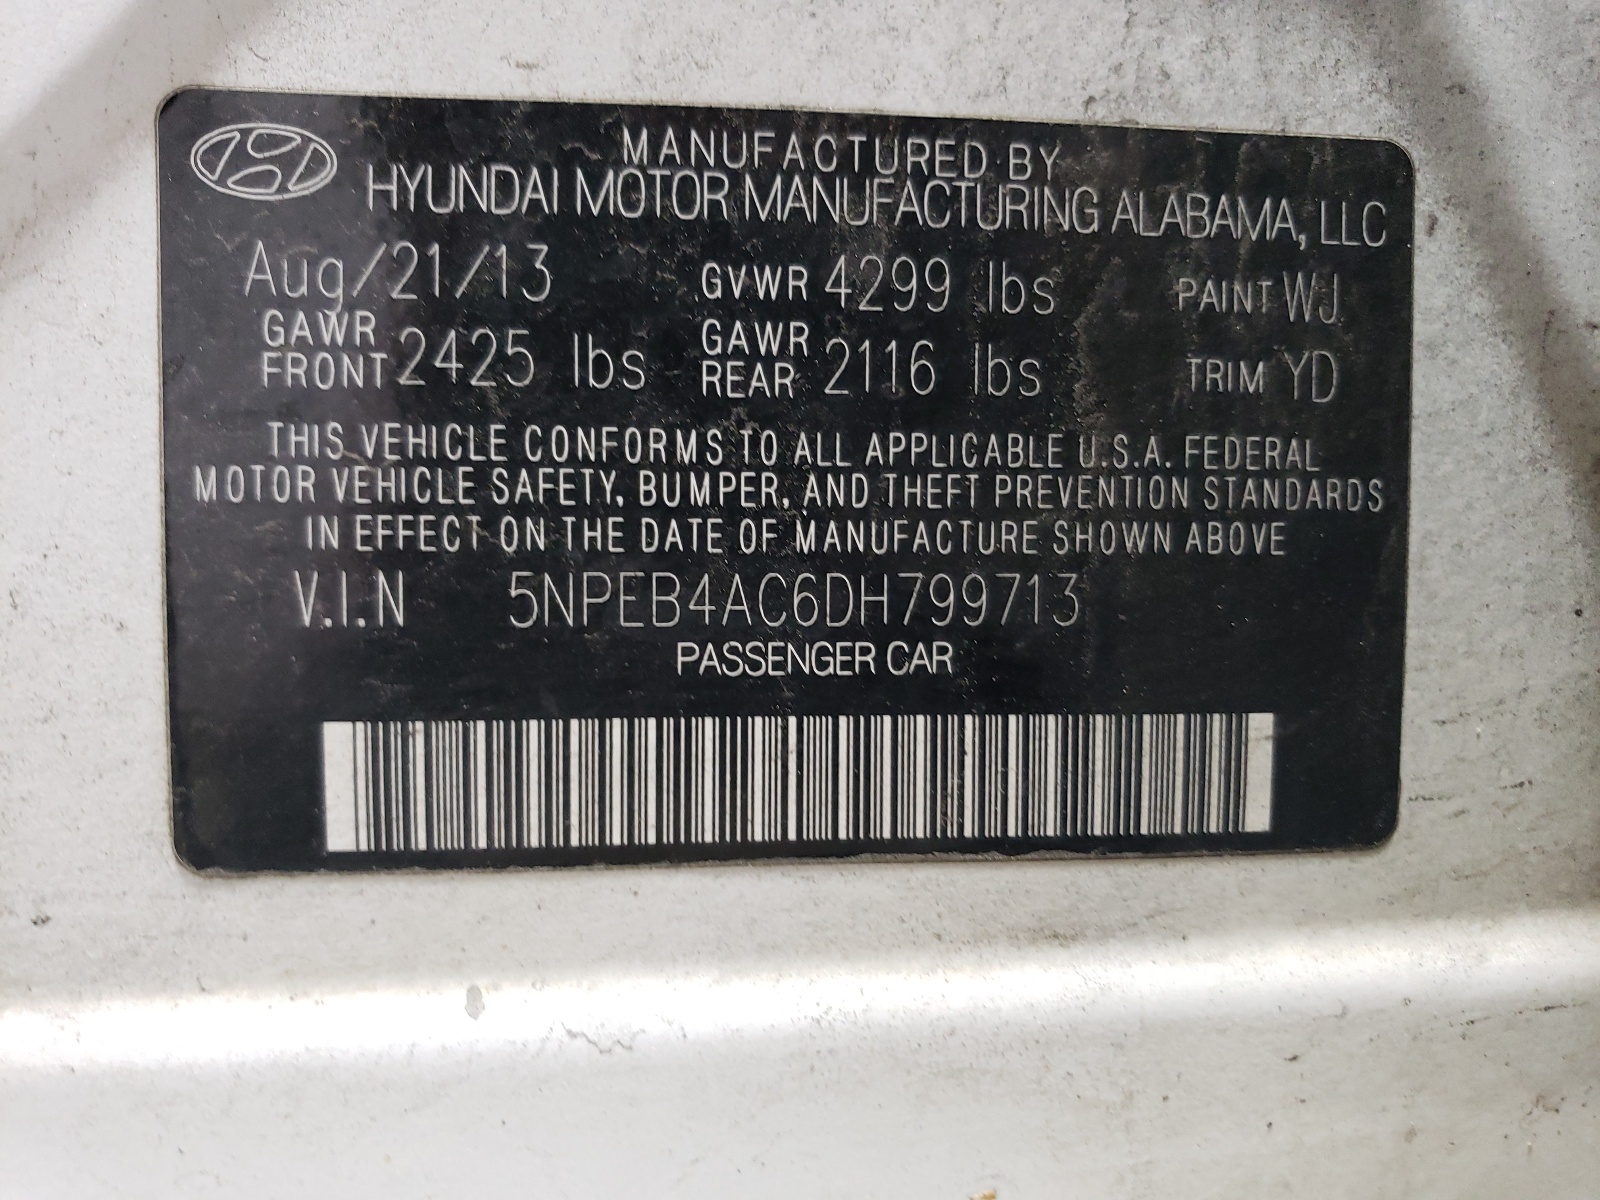 MANUFACTURED BY
HYUNDAI MOTOR MANUFACTURING ALABAMA, LLC
Aug/21/13 GVWR 4299 lbs PAINT WJ
GAWR FRONT 2425 lbs GAWR REAR 2116 lbs TRIM YD
THIS VEHICLE CONFORMS TO ALL APPLICABLE U.S.A. FEDERAL
MOTOR VEHICLE SAFETY, BUMPER, AND THEFT PREVENTION STANDARDS
IN EFFECT ON THE DATE OF MANUFACTURE SHOWN ABOVE
V.I.N 5NPEB4AC6DH799713
PASSENGER CAR